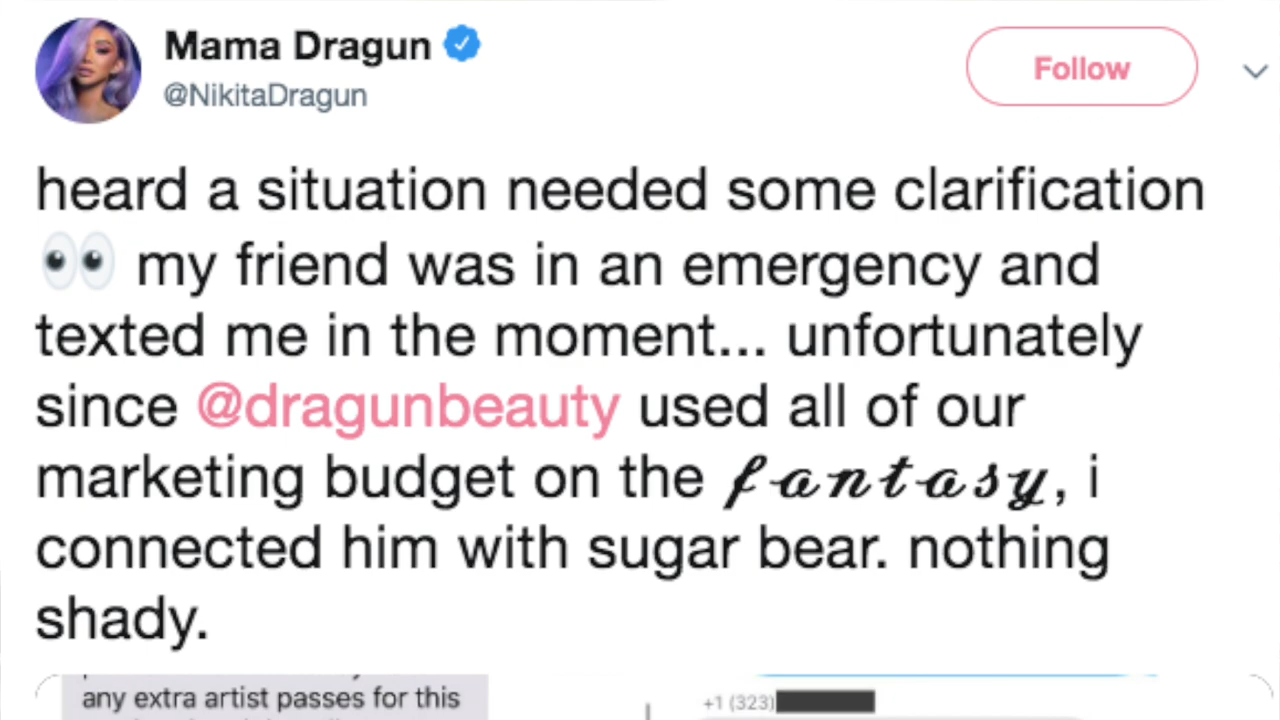 Mama Dragun
@NikitaDragun
Follow
heard a situation needed some clarification
👀 my friend was in an emergency and
texted me in the moment... unfortunately
since @dragunbeauty used all of our
marketing budget on the 𝓯𝓪𝓷𝓽𝓪𝓼𝔂, i
connected him with sugar bear. nothing
shady.
any extra artist passes for this
+1 (323)